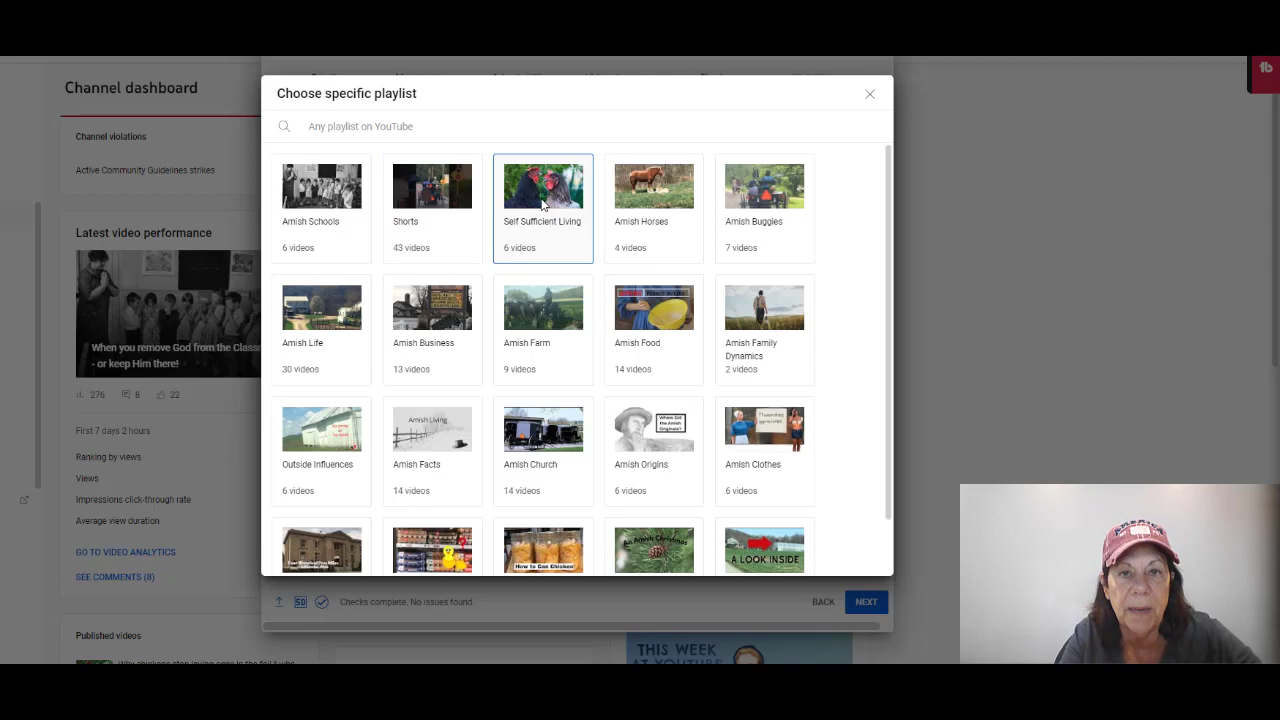 Channel dashboard
Channel violations
Active Community Guidelines strikes
Latest video performance
When you remove God from the Classr
- or keep Him there!
276 8 22
First 7 days 2 hours
Ranking by views
Views
Impressions click-through rate
Average view duration
GO TO VIDEO ANALYTICS
SEE COMMENTS (8)
Published videos
Choose specific playlist
Any playlist on YouTube
Amish Schools
6 videos
Shorts
43 videos
Self Sufficient Living
6 videos
Amish Horses
4 videos
Amish Buggies
7 videos
Amish Life
30 videos
Amish Business
13 videos
Amish Farm
9 videos
Amish Food
14 videos
Amish Family
Dynamics
2 videos
Outside Influences
6 videos
Amish Living
Amish Facts
14 videos
Amish Church
14 videos
Where Did
the Amish
Originate?
Amish Origins
6 videos
Amish Clothes
6 videos
How to Can Chicken
An Amish Christmas
A LOOK INSIDE
SD
Checks complete. No issues found.
BACK
NEXT
THIS WEEK
AT YOUTUBE